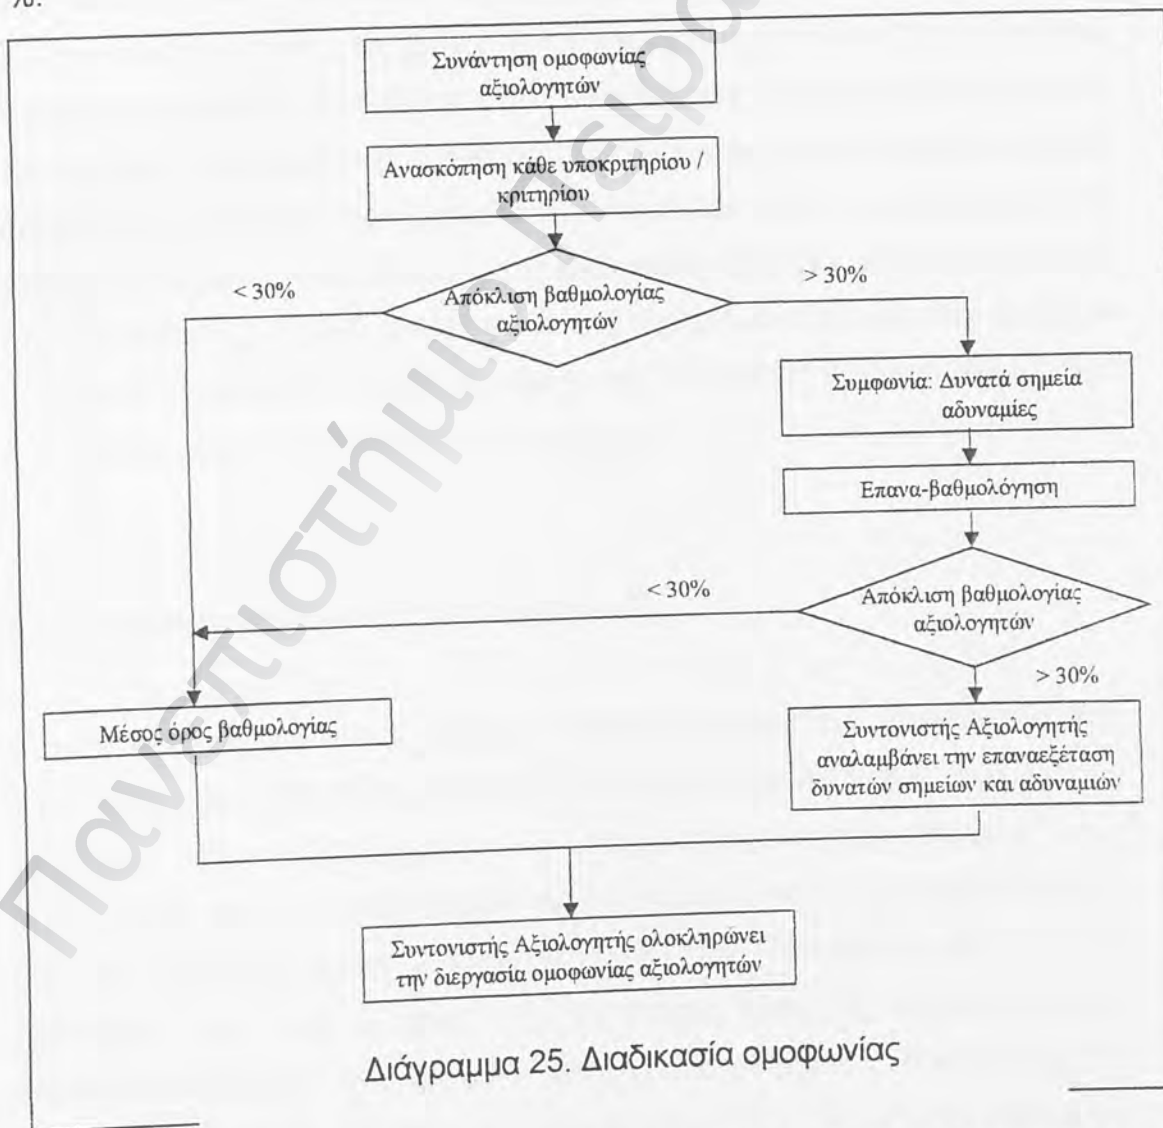 %.
Συνάντηση ομοφωνίας
αξιολογητών
Ανασκόπηση κάθε υποκριτηρίου /
κριτηρίου
< 30%
Απόκλιση βαθμολογίας
αξιολογητών
> 30%
Συμφωνία: Δυνατά σημεία
αδυναμίες
Επανα-βαθμολόγηση
< 30%
Απόκλιση βαθμολογίας
αξιολογητών
> 30%
Μέσος όρος βαθμολογίας
Συντονιστής Αξιολογητής
αναλαμβάνει την επαναεξέταση
δυνατών σημείων και αδυναμιών
Συντονιστής Αξιολογητής ολοκληρώνει
την διεργασία ομοφωνίας αξιολογητών
Διάγραμμα 25. Διαδικασία ομοφωνίας
Πανεπιστήμιο Πειρα